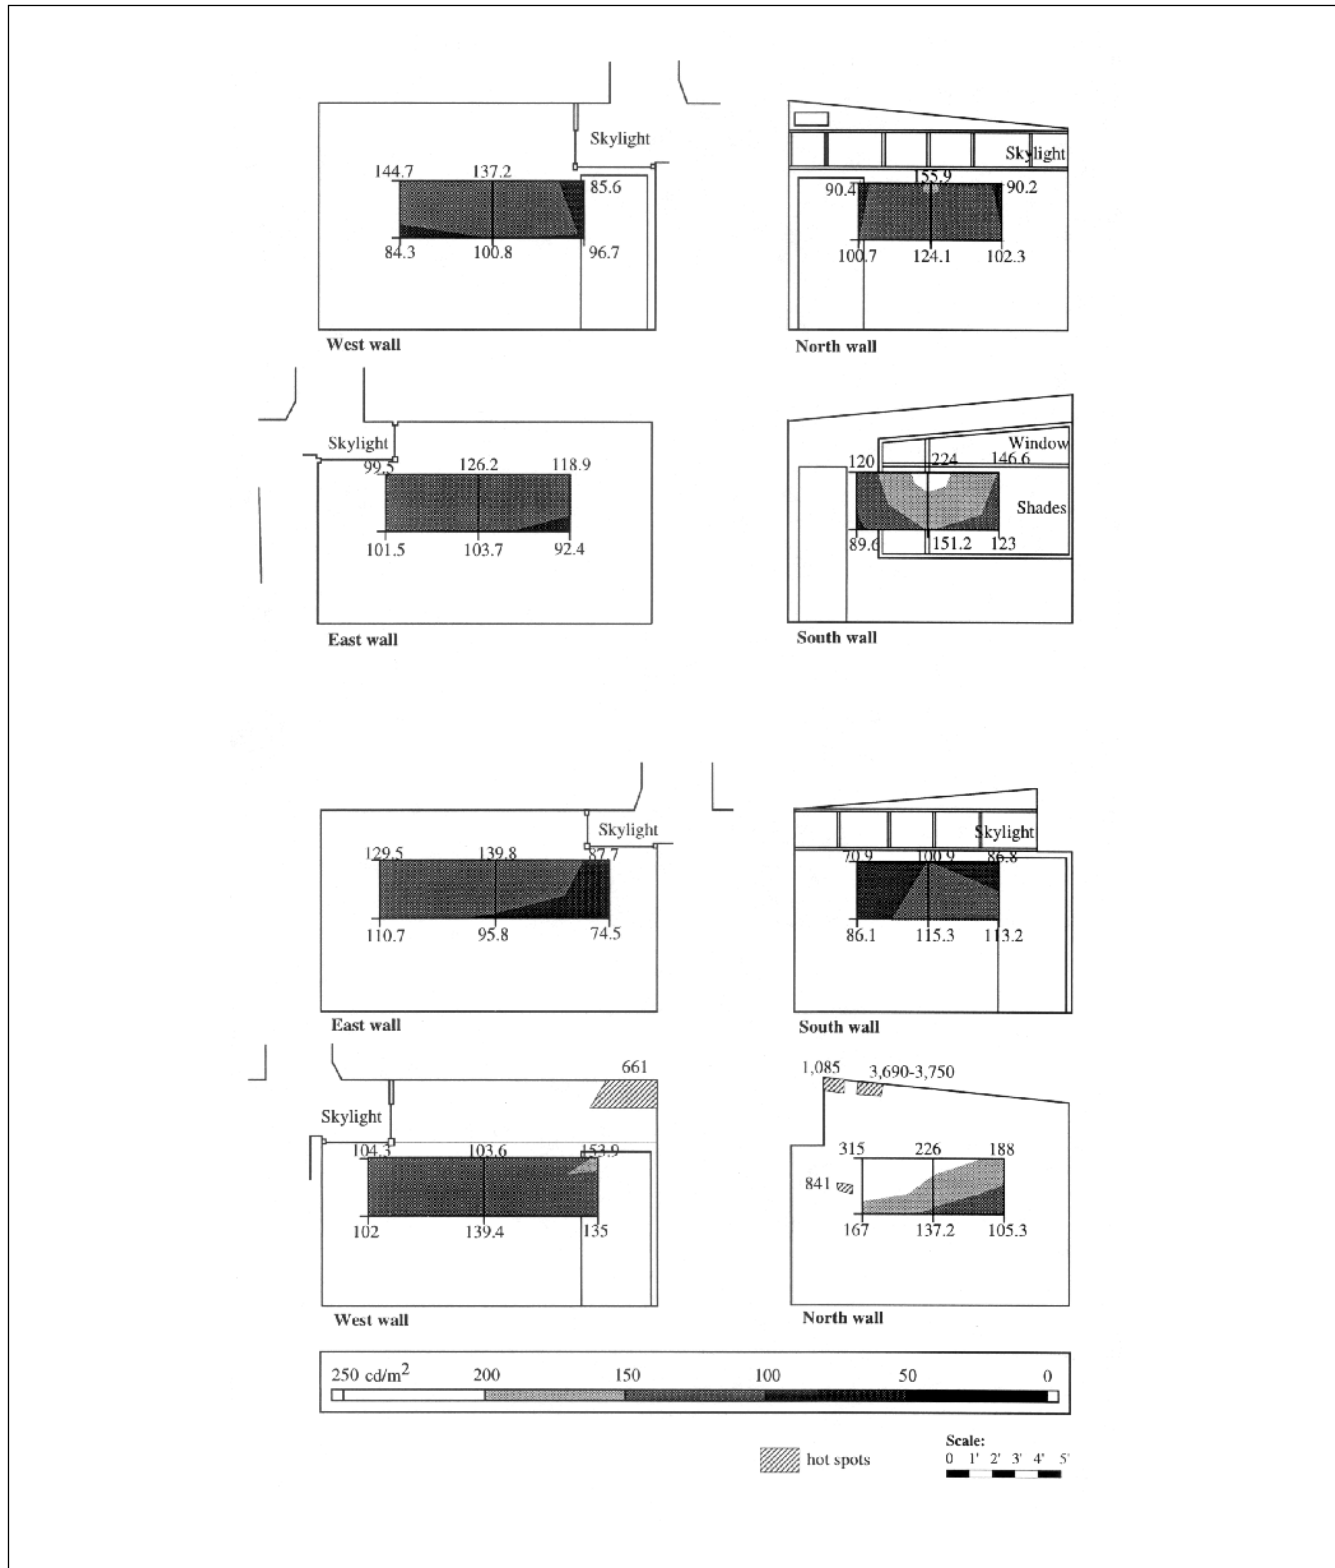 Skylight
144.7 137.2 85.6
84.3 100.8 96.7
West wall
Skylight
90.4 155.9 90.2
100.7 124.1 102.3
North wall
Skylight
99.5 126.2 118.9
101.5 103.7 92.4
East wall
Window
120 224 146.6
Shades
89.6 151.2 123
South wall
Skylight
129.5 139.8 87.7
110.7 95.8 74.5
East wall
Skylight
70.9 100.9 86.8
86.1 115.3 113.2
South wall
661
Skylight
104.3 103.6 153.9
102 139.4 135
West wall
1,085 3,690-3,750
315 226 188
841
167 137.2 105.3
North wall
250 cd/m² 200 150 100 50 0
hot spots
Scale:
0 1' 2' 3' 4' 5'